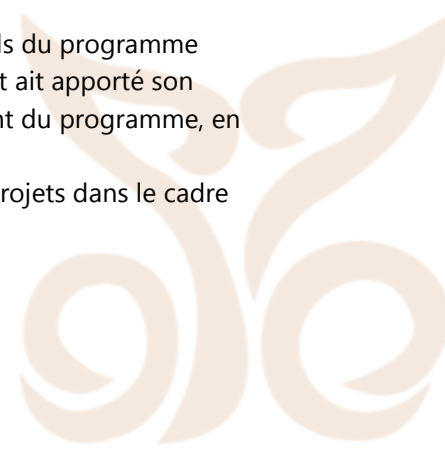 ls du programme
t ait apporté son
nt du programme, en
rojets dans le cadre